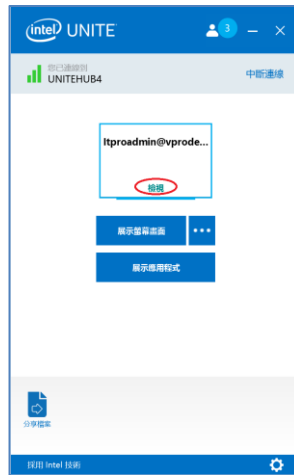 intel UNITE
3
您已連線到
UNITEHUB4
中斷連線
ltproadmin@vprode...
檢視
展示螢幕畫面
展示應用程式
分享檔案
採用 Intel 技術